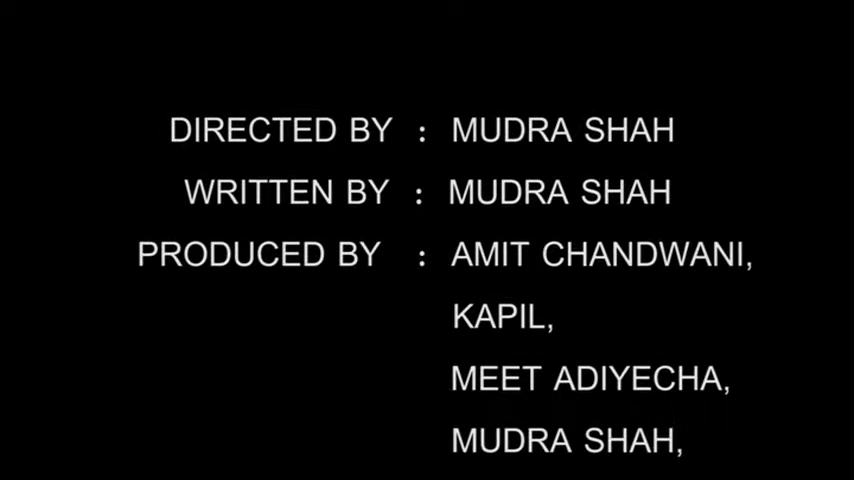 DIRECTED BY : MUDRA SHAH
WRITTEN BY : MUDRA SHAH
PRODUCED BY : AMIT CHANDWANI,
KAPIL,
MEET ADIYECHA,
MUDRA SHAH,